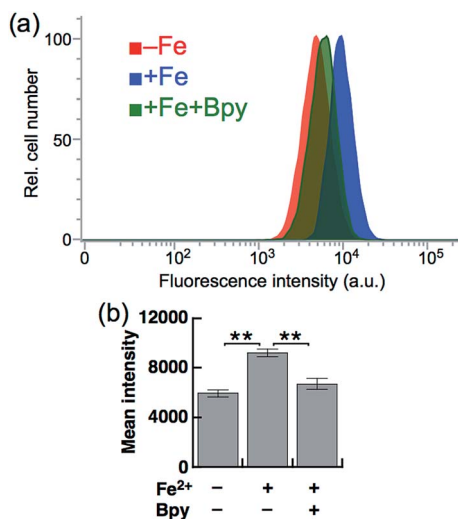 (a)
100
50
0
Rel. cell number
–Fe
+Fe
+Fe+Bpy
0 10² 10³ 10⁴ 10⁵
Fluorescence intensity (a.u.)
(b)
12000
8000
4000
0
Mean intensity
** **
Fe²⁺ – + +
Bpy – – +